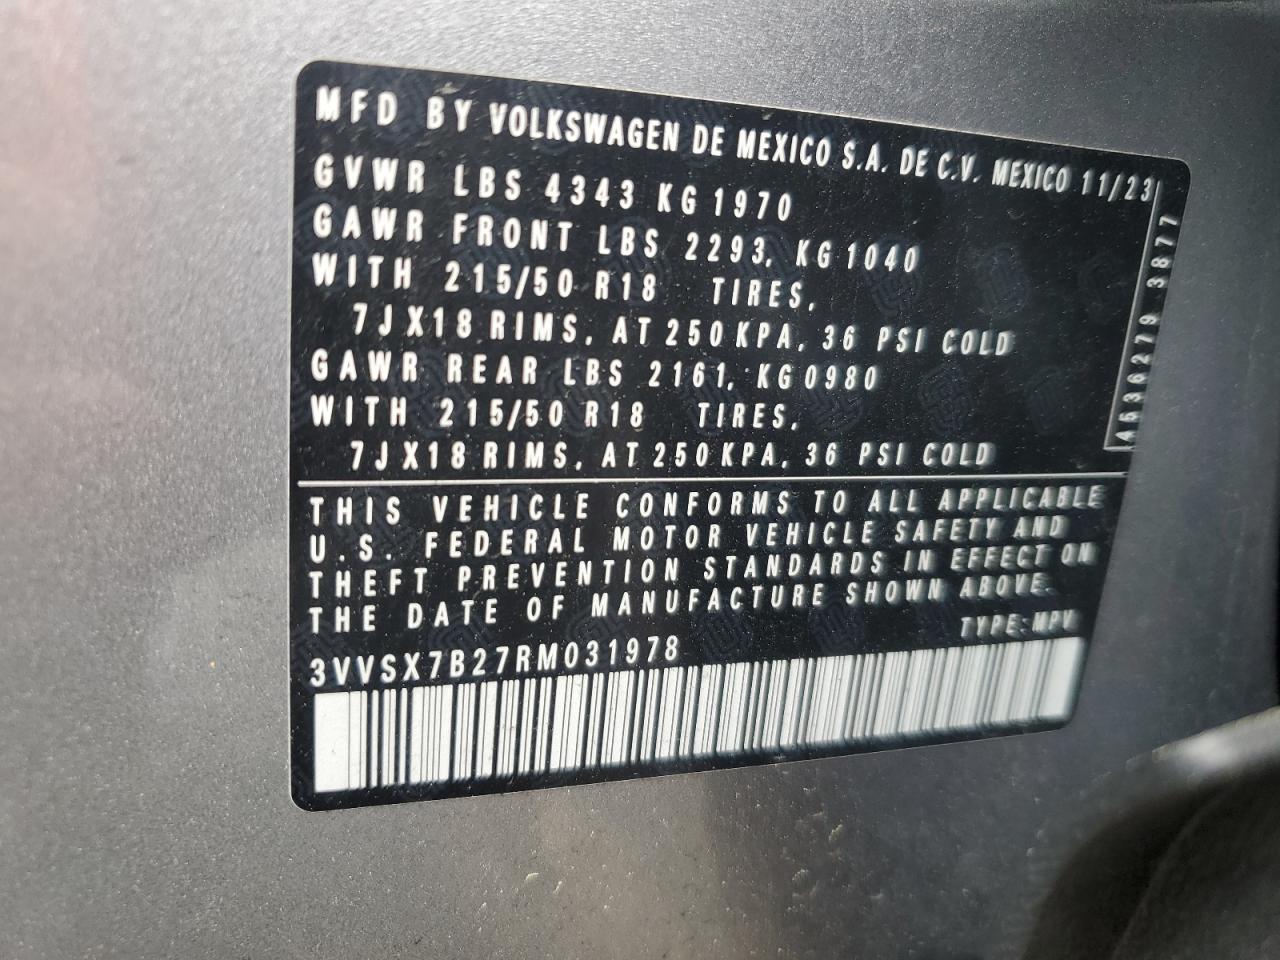 MFD BY VOLKSWAGEN DE MEXICO S.A. DE C.V. MEXICO 11/23
GVWR LBS 4343 KG 1970
GAWR FRONT LBS 2293, KG 1040
WITH 215/50 R18 TIRES,
7JX18 RIMS, AT 250 KPA, 36 PSI COLD
GAWR REAR LBS 2161, KG 0980
WITH 215/50 R18 TIRES,
7JX18 RIMS, AT 250 KPA, 36 PSI COLD
4536279 3877
THIS VEHICLE CONFORMS TO ALL APPLICABLE
U.S. FEDERAL MOTOR VEHICLE SAFETY AND
THEFT PREVENTION STANDARDS IN EFFECT ON
THE DATE OF MANUFACTURE SHOWN ABOVE.
TYPE: MPV
3VVSX7B27RM031978